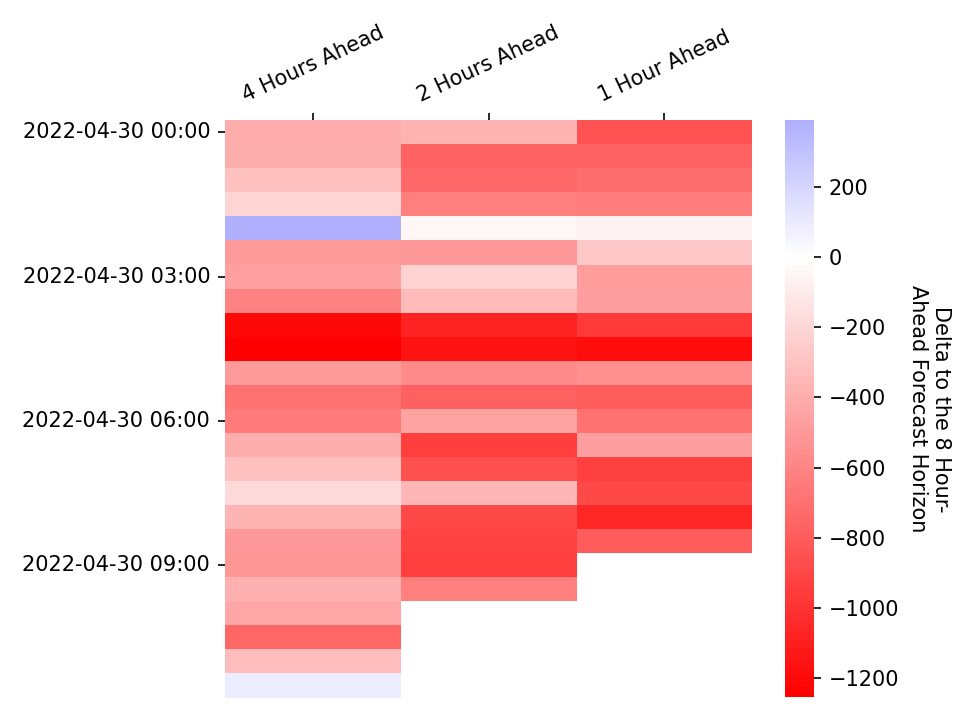 4 Hours Ahead
2 Hours Ahead
1 Hour Ahead
2022-04-30 00:00
2022-04-30 03:00
2022-04-30 06:00
2022-04-30 09:00
200
0
−200
−400
−600
−800
−1000
−1200
Delta to the 8 Hour-
Ahead Forecast Horizon